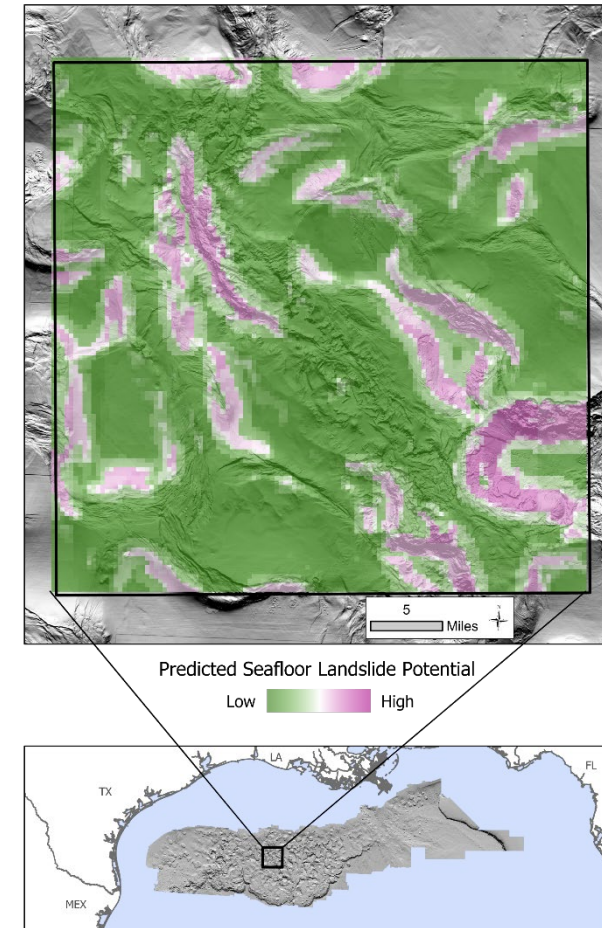 5
Miles
Predicted Seafloor Landslide Potential
Low High
LA
FL
TX
MEX